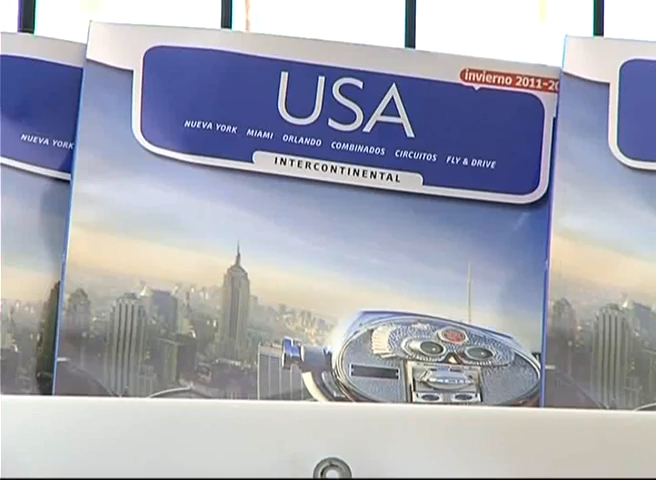 USA
invierno 2011-20
NUEVA YORK MIAMI ORLANDO COMBINADOS CIRCUITOS FLY & DRIVE
INTERCONTINENTAL
NUEVA YORK